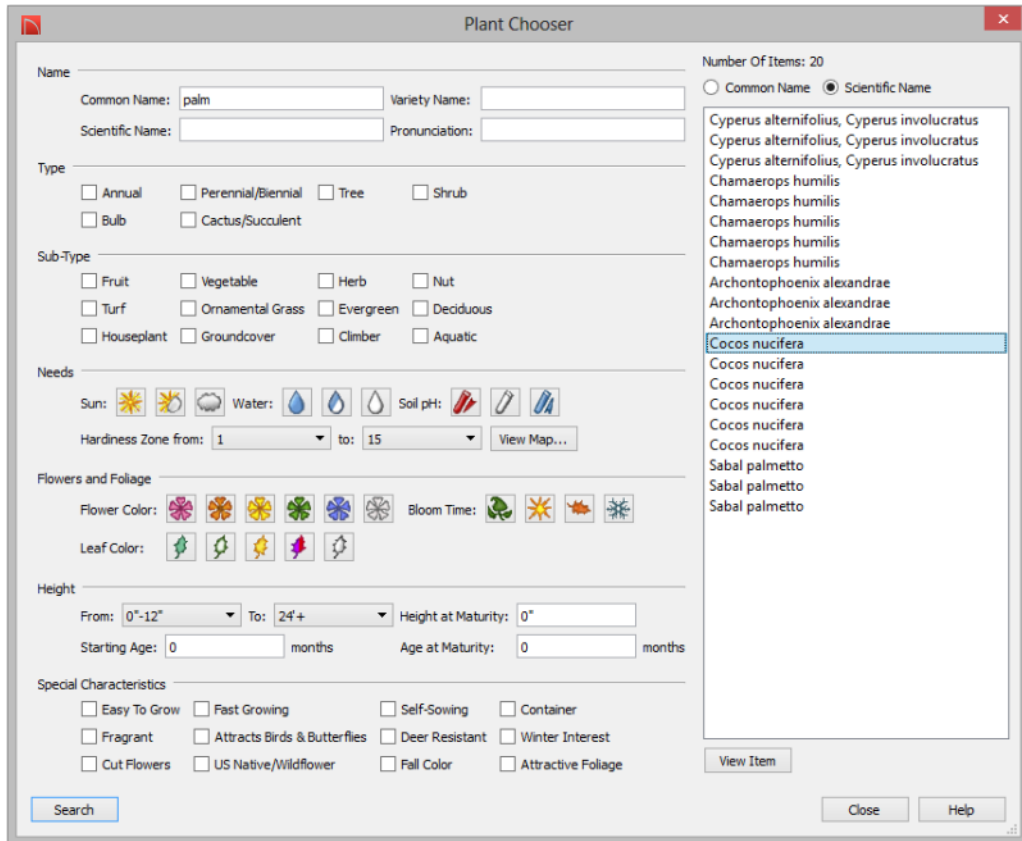 Plant Chooser
Name
Common Name: palm Variety Name:
Scientific Name: Pronunciation:
Type
Annual Perennial/Biennial Tree Shrub
Bulb Cactus/Succulent
Sub-Type
Fruit Vegetable Herb Nut
Turf Ornamental Grass Evergreen Deciduous
Houseplant Groundcover Climber Aquatic
Needs
Sun: Water: Soil pH:
Hardiness Zone from: 1 to: 15 View Map...
Flowers and Foliage
Flower Color: Bloom Time:
Leaf Color:
Height
From: 0"-12" To: 24'+ Height at Maturity: 0"
Starting Age: 0 months Age at Maturity: 0 months
Special Characteristics
Easy To Grow Fast Growing Self-Sowing Container
Fragrant Attracts Birds & Butterflies Deer Resistant Winter Interest
Cut Flowers US Native/Wildflower Fall Color Attractive Foliage
Search
Number Of Items: 20
Common Name Scientific Name
Cyperus alternifolius, Cyperus involucratus
Cyperus alternifolius, Cyperus involucratus
Cyperus alternifolius, Cyperus involucratus
Chamaerops humilis
Chamaerops humilis
Chamaerops humilis
Chamaerops humilis
Chamaerops humilis
Archontophoenix alexandrae
Archontophoenix alexandrae
Archontophoenix alexandrae
Cocos nucifera
Cocos nucifera
Cocos nucifera
Cocos nucifera
Cocos nucifera
Cocos nucifera
Sabal palmetto
Sabal palmetto
Sabal palmetto
View Item
Close Help